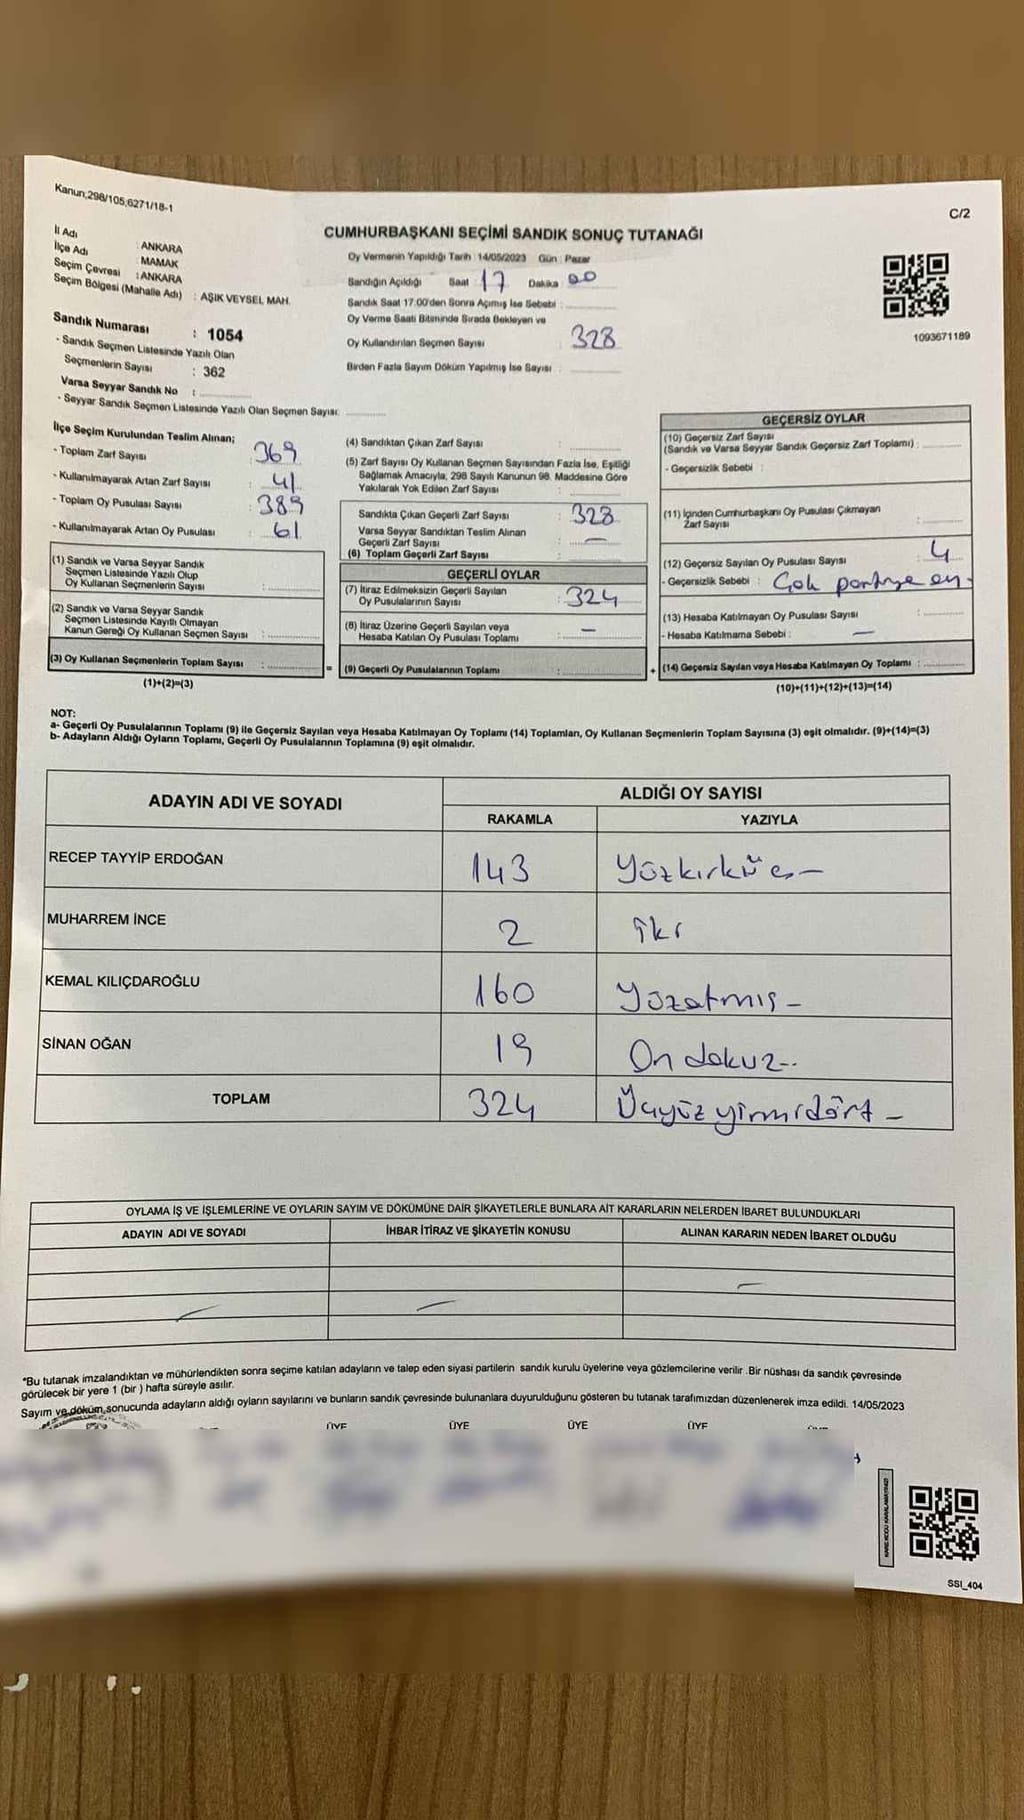 Kanun;298/105;6271/18-1
C/2
CUMHURBAŞKANI SEÇİMİ SANDIK SONUÇ TUTANAĞI
İl Adı : ANKARA
İlçe Adı : MAMAK
Seçim Çevresi : ANKARA
Seçim Bölgesi (Mahalle Adı) : AŞIK VEYSEL MAH.
Sandık Numarası : 1054
- Sandık Seçmen Listesinde Yazılı Olan
Seçmenlerin Sayısı : 362
Varsa Seyyar Sandık No :
- Seyyar Sandık Seçmen Listesinde Yazılı Olan Seçmen Sayısı:
Oy Vermenin Yapıldığı Tarih : 14/05/2023 Gün : Pazar
Sandığın Açıldığı Saat : 17 Dakika : 00
Sandık Saat 17:00'den Sonra Açımış İse Sebebi :
Oy Verme Saati Bitiminde Sırada Bekleyen ve
Oy Kullandırılan Seçmen Sayısı : 328
Birden Fazla Sayım Döküm Yapılmış İse Sayısı :
1093671189
İlçe Seçim Kurulundan Teslim Alınan;
- Toplam Zarf Sayısı : 369
- Kullanılmayarak Artan Zarf Sayısı : 41
- Toplam Oy Pusulası Sayısı : 389
- Kullanılmayarak Artan Oy Pusulası : 61
(1) Sandık ve Varsa Seyyar Sandık
Seçmen Listesinde Yazılı Olup
Oy Kullanan Seçmenlerin Sayısı :
(2) Sandık ve Varsa Seyyar Sandık
Seçmen Listesinde Kayıtlı Olmayan
Kanun Gereği Oy Kullanan Seçmen Sayısı :
(3) Oy Kullanan Seçmenlerin Toplam Sayısı :
(1)+(2)=(3)
(4) Sandıktan Çıkan Zarf Sayısı :
(5) Zarf Sayısı Oy Kullanan Seçmen Sayısından Fazla İse, Eşitliği
Sağlamak Amacıyla, 298 Sayılı Kanunun 98. Maddesine Göre
Yakılarak Yok Edilen Zarf Sayısı :
Sandıkta Çıkan Geçerli Zarf Sayısı : 328
Varsa Seyyar Sandıktan Teslim Alınan
Geçerli Zarf Sayısı : —
(6) Toplam Geçerli Zarf Sayısı :
GEÇERLİ OYLAR
(7) İtiraz Edilmeksizin Geçerli Sayılan
Oy Pusulalarının Sayısı : 324
(8) İtiraz Üzerine Geçerli Sayılan veya
Hesaba Katılan Oy Pusulası Toplamı : —
= (9) Geçerli Oy Pusulalarının Toplamı :
GEÇERSİZ OYLAR
(10) Geçersiz Zarf Sayısı
(Sandık ve Varsa Seyyar Sandık Geçersiz Zarf Toplamı) :
- Geçersizlik Sebebi :
(11) İçinden Cumhurbaşkanı Oy Pusulası Çıkmayan
Zarf Sayısı :
(12) Geçersiz Sayılan Oy Pusulası Sayısı : 4
- Geçersizlik Sebebi : Çok partiye oy-
(13) Hesaba Katılmayan Oy Pusulası Sayısı :
- Hesaba Katılmama Sebebi : —
+ (14) Geçersiz Sayılan veya Hesaba Katılmayan Oy Toplamı :
(10)+(11)+(12)+(13)=(14)
NOT:
a- Geçerli Oy Pusulalarının Toplamı (9) ile Geçersiz Sayılan veya Hesaba Katılmayan Oy Toplamı (14) Toplamları, Oy Kullanan Seçmenlerin Toplam Sayısına (3) eşit olmalıdır. (9)+(14)=(3)
b- Adayların Aldığı Oyların Toplamı, Geçerli Oy Pusulalarının Toplamına (9) eşit olmalıdır.
ADAYIN ADI VE SOYADI ALDIĞI OY SAYISI
RAKAMLA YAZIYLA
RECEP TAYYİP ERDOĞAN 143 Yüzkırküç—
MUHARREM İNCE 2 İki
KEMAL KILIÇDAROĞLU 160 Yüzatmış—
SİNAN OĞAN 19 On dokuz--
TOPLAM 324 Üçyüzyirmidört—
OYLAMA İŞ VE İŞLEMLERİNE VE OYLARIN SAYIM VE DÖKÜMÜNE DAİR ŞİKAYETLERLE BUNLARA AİT KARARLARIN NELERDEN İBARET BULUNDUKLARI
ADAYIN ADI VE SOYADI İHBAR İTİRAZ VE ŞİKAYETİN KONUSU ALINAN KARARIN NEDEN İBARET OLDUĞU
*Bu tutanak imzalandıktan ve mühürlendikten sonra seçime katılan adayların ve talep eden siyasi partilerin sandık kurulu üyelerine veya gözlemcilerine verilir .Bir nüshası da sandık çevresinde
görülecek bir yere 1 (bir ) hafta süreyle asılır.
Sayım ve döküm sonucunda adayların aldığı oyların sayılarını ve bunların sandık çevresinde bulunanlara duyurulduğunu gösteren bu tutanak tarafımızdan düzenlenerek imza edildi. 14/05/2023
ÜYE ÜYE ÜYE ÜYE
SSI_404